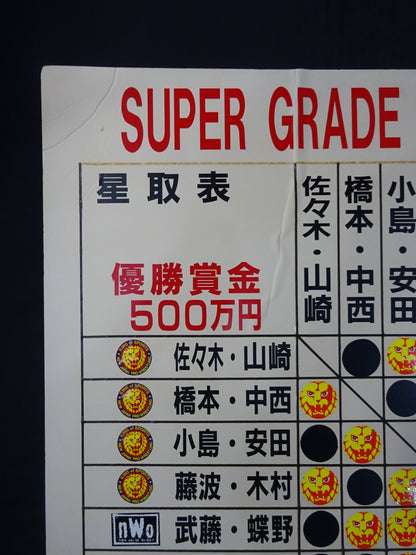 SUPER GRADE
星取表
優勝賞金
500万円
佐々木・山崎
橋本・中西
小島・安田
佐々木・山崎
橋本・中西
小島・安田
藤波・木村
nWo 武藤・蝶野